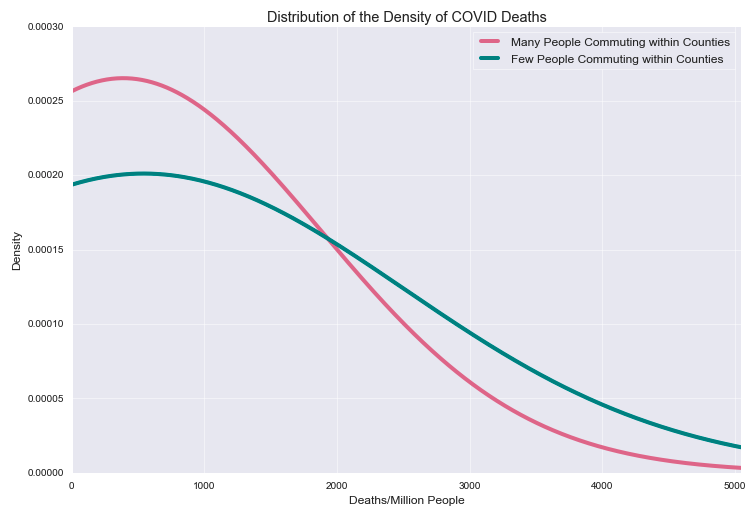 Distribution of the Density of COVID Deaths
Many People Commuting within Counties
Few People Commuting within Counties
Density
0.00030
0.00025
0.00020
0.00015
0.00010
0.00005
0.00000
0 1000 2000 3000 4000 5000
Deaths/Million People